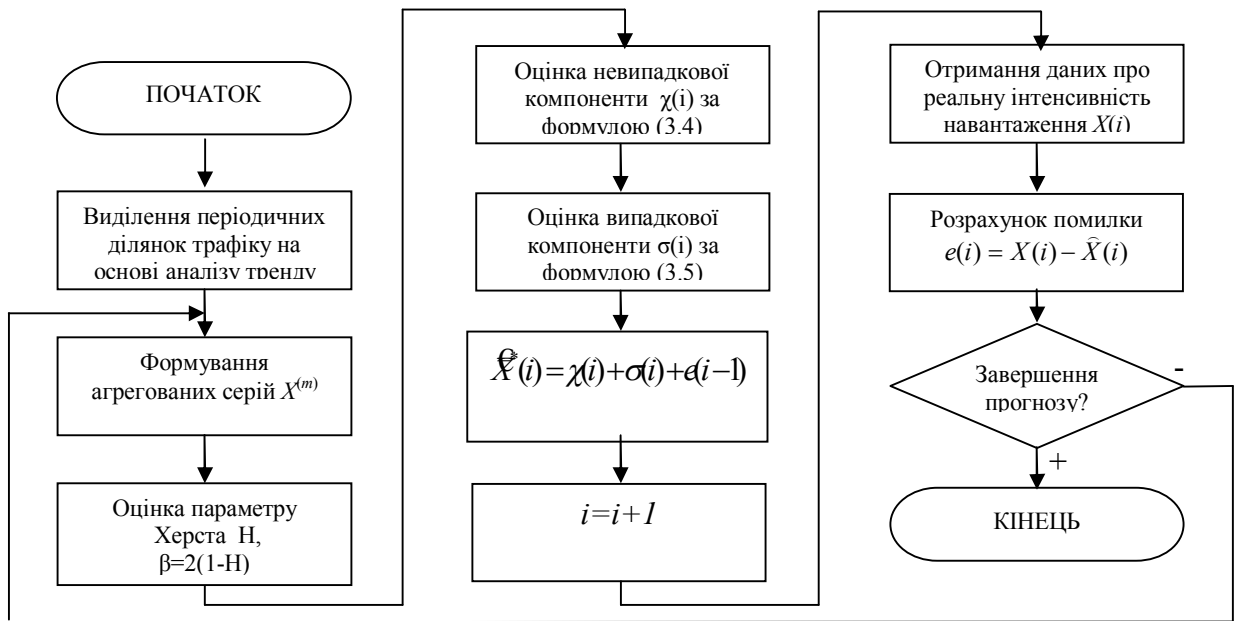 ПОЧАТОК
Виділення періодичних
ділянок трафіку на
основі аналізу тренду
Формування
агрегованих серій X^(m)
Оцінка параметру
Херста H,
β=2(1-H)
Оцінка невипадкової
компоненти χ(i) за
формулою (3.4)
Оцінка випадкової
компоненти σ(i) за
формулою (3.5)
(i) = χ(i) + σ(i) + e(i−1)
i=i+1
Отримання даних про
реальну інтенсивність
навантаження X(i)
Розрахунок помилки
e(i) = X(i) − X̂(i)
Завершення
прогнозу?
-
+
КІНЕЦЬ